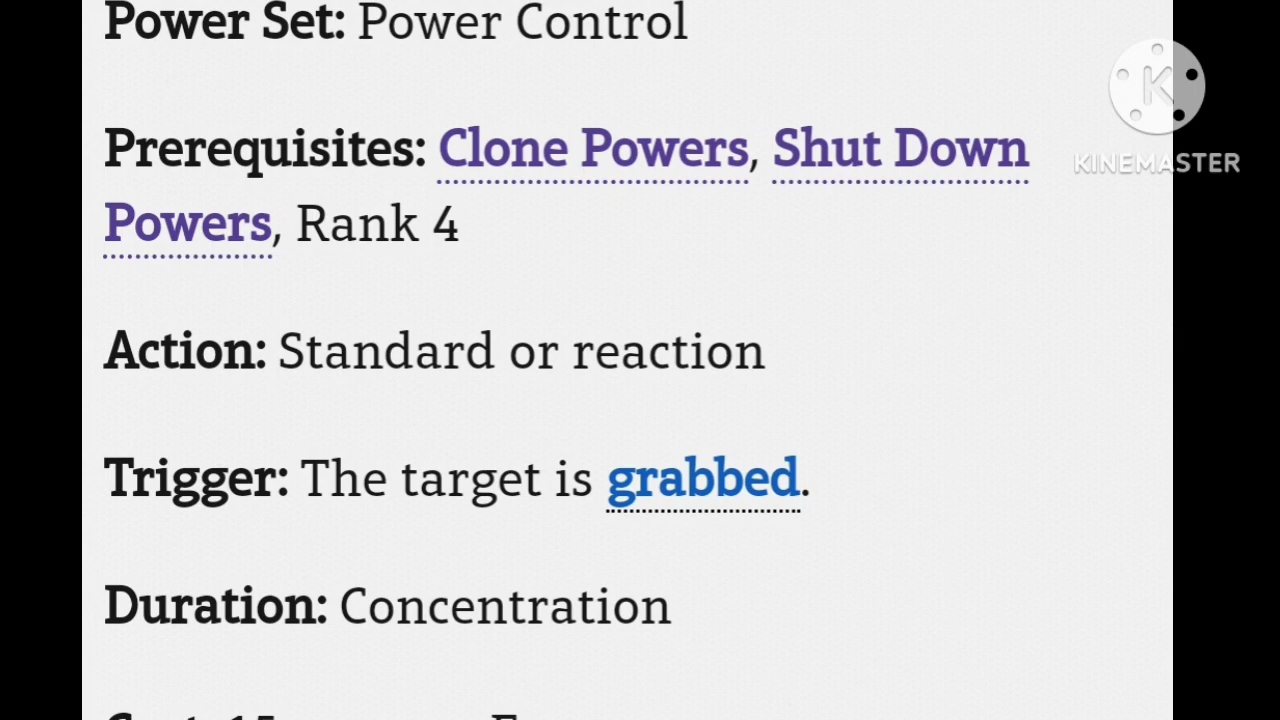 Power Set: Power Control
KINEMASTER
Prerequisites: Clone Powers, Shut Down
Powers, Rank 4
Action: Standard or reaction
Trigger: The target is grabbed.
Duration: Concentration